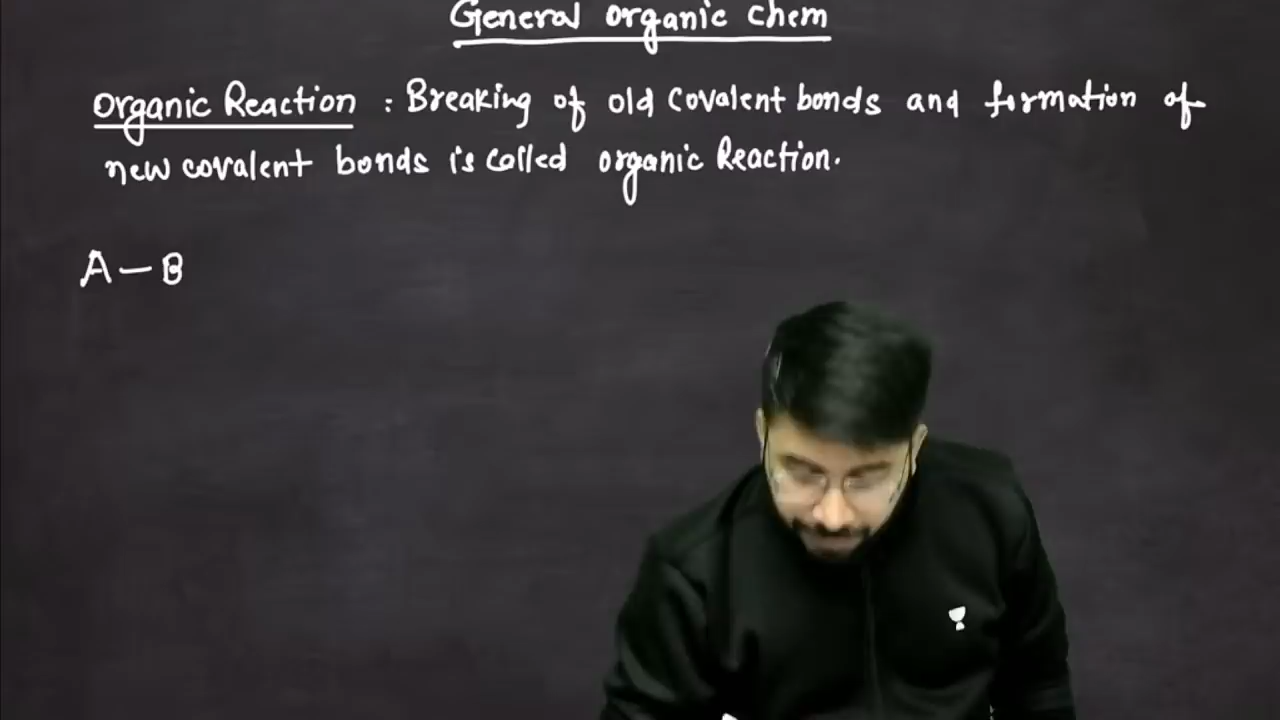 General organic chem
organic Reaction : Breaking of old covalent bonds and formation of
new covalent bonds is called organic Reaction.
A – B